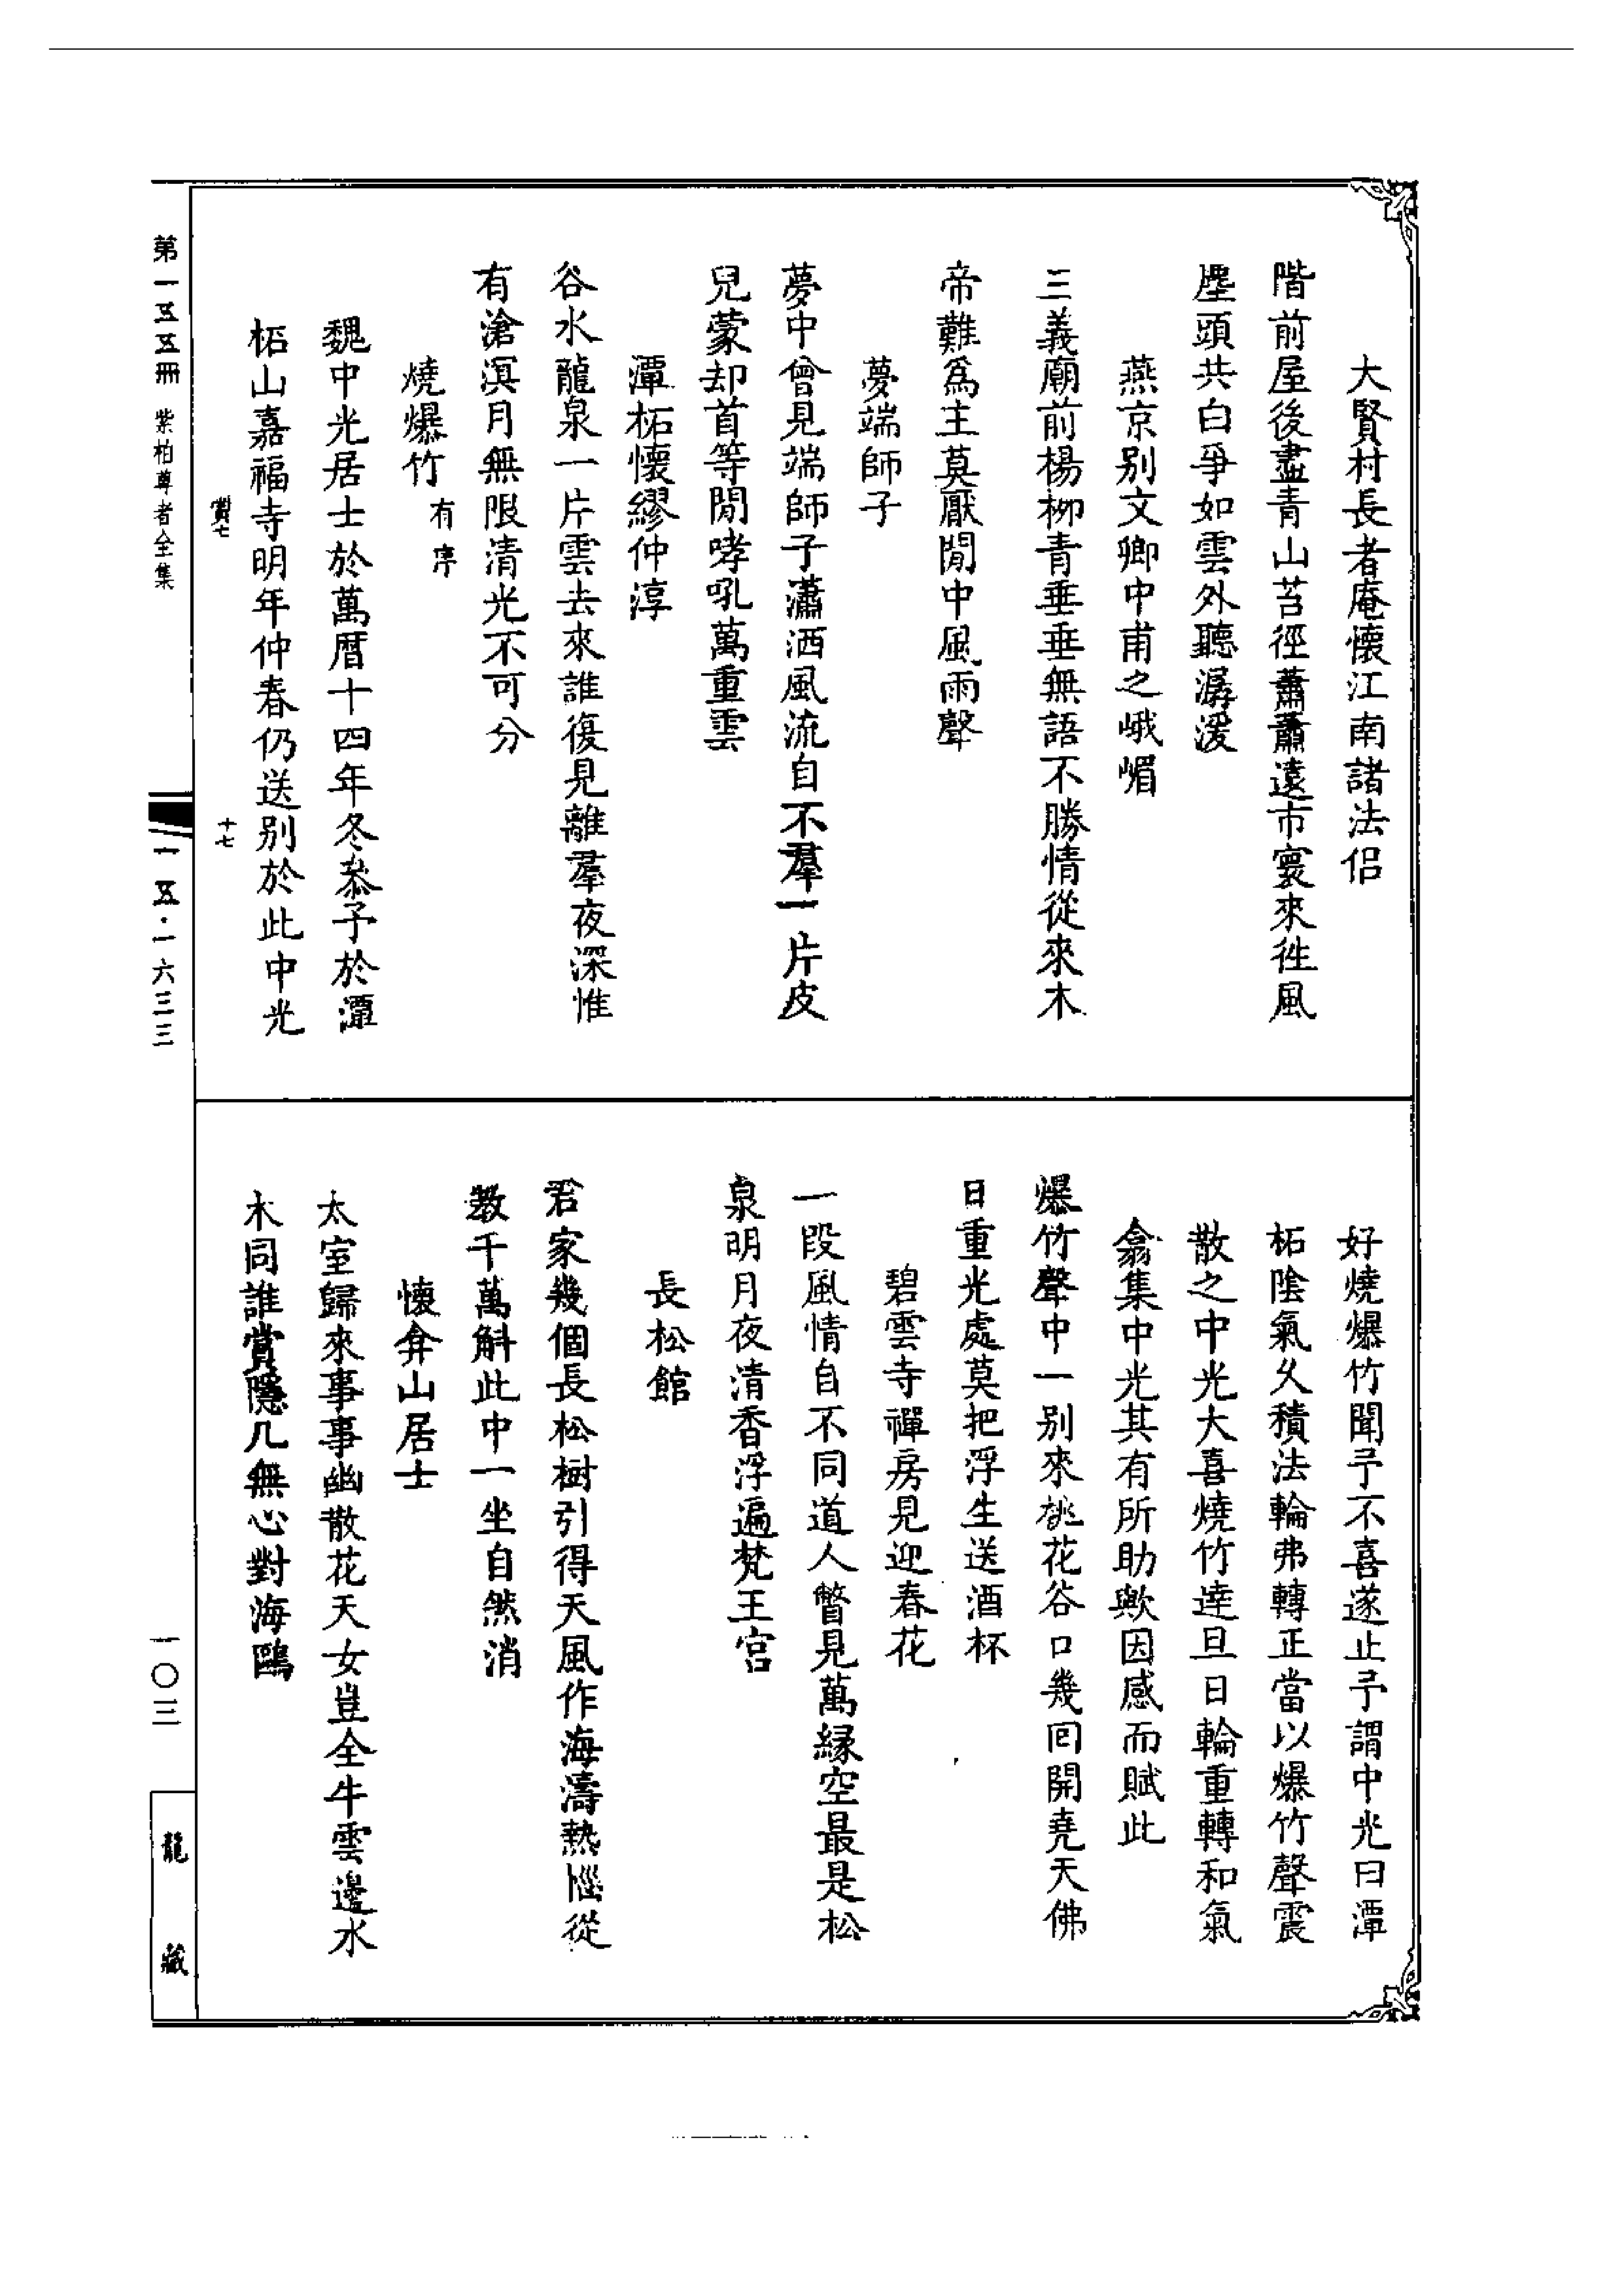 大賢村長者庵懷江南諸法侶
階前屋後盡青山苔徑蕭蕭遠市寰來徃風
塵頭共白爭如雲外聽潺湲
燕京别文卿中甫之峨嵋
三義廟前楊柳青垂垂無語不勝情從來木
帝難爲主莫厭閒中風雨聲
夢端師子
夢中曾見端師子瀟洒風流自不羣一片皮
兒蒙却首等閒哮吼萬重雲
潭柘懷繆仲淳
谷水龍泉一片雲去來誰復見離羣夜深惟
有滄溟月無限清光不可分
燒爆竹有序
魏中光居士於萬曆十四年冬叅予於潭
柘山嘉福寺明年仲春仍送别於此中光
好燒爆竹聞予不喜遂止予謂中光曰潭
柘陰氣久積法輪弗轉正當以爆竹聲震
散之中光大喜燒竹達旦日輪重轉和氣
翕集中光其有所助歟因感而賦此
爆竹聲中一别來桃花谷口幾回開堯天佛
日重光處莫把浮生送酒杯
碧雲寺禪房見迎春花
一段風情自不同道人瞥見萬緣空最是松
泉明月夜清香浮遍梵王宮
長松館
君家幾個長松樹引得天風作海濤熱惱從
教千萬斛此中一坐自然消
懷弇山居士
太室歸來事事幽散花天女豈全牛雲邊水
木同誰賞隱几無心對海鷗
賞七
十七
第一五五冊 紫柏尊者全集
一五·一六三三
一〇三
龍藏